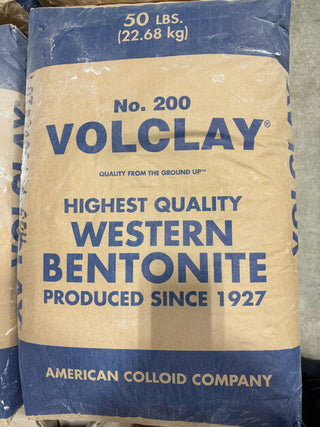 50 LBS.
(22.68 kg)
No. 200
VOLCLAY®
QUALITY FROM THE GROUND UP™
HIGHEST QUALITY
WESTERN
BENTONITE
PRODUCED SINCE 1927
AMERICAN COLLOID COMPANY
VOLCLAY